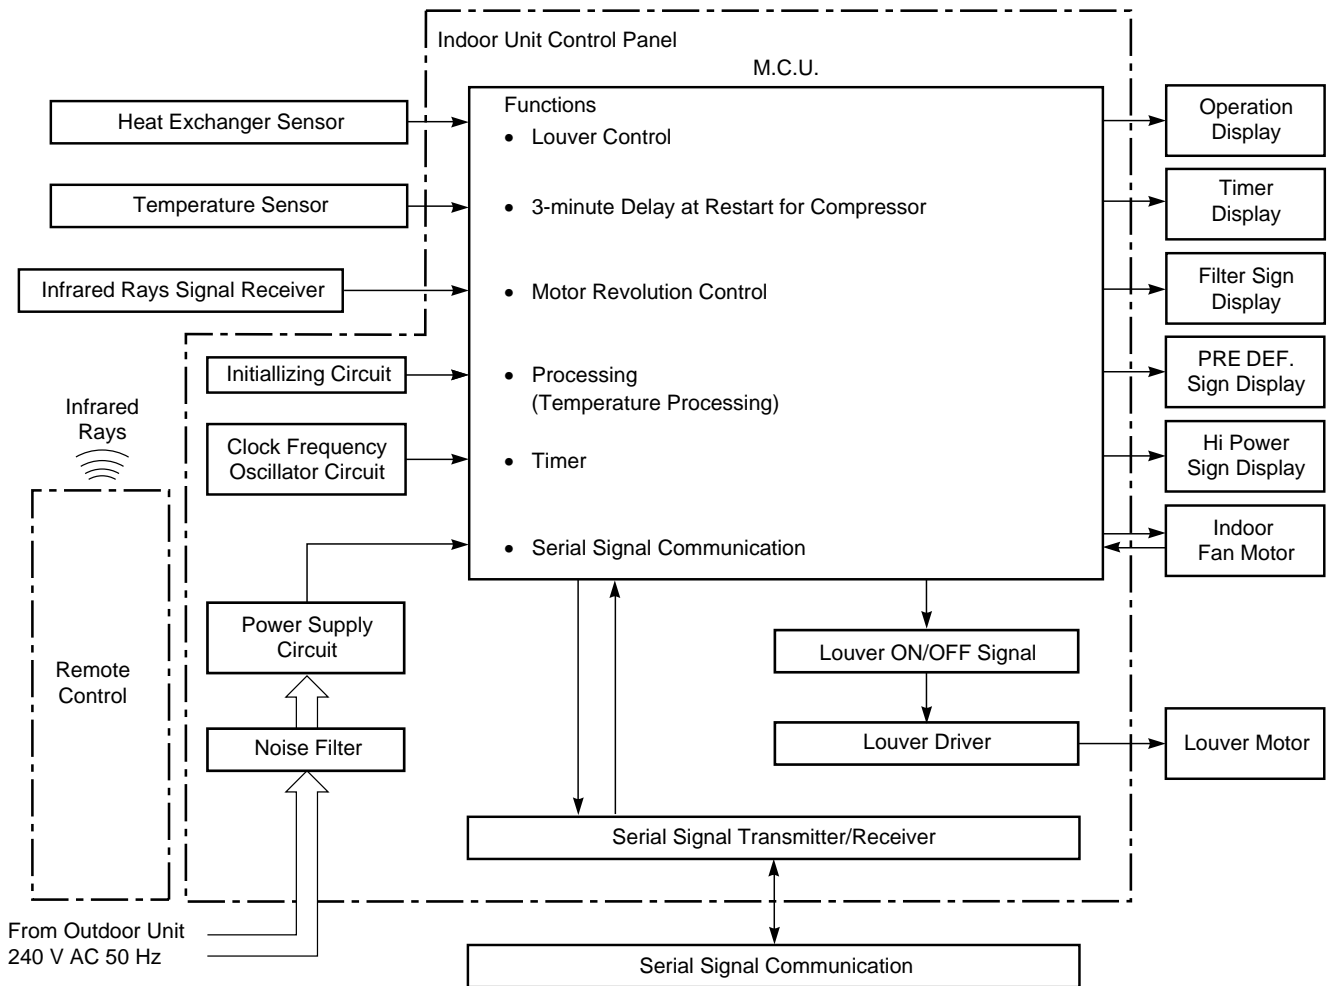 Indoor Unit Control Panel
M.C.U.
Heat Exchanger Sensor
Temperature Sensor
Infrared Rays Signal Receiver
Initiallizing Circuit
Clock Frequency
Oscillator Circuit
Power Supply
Circuit
Noise Filter
Infrared
Rays
Remote
Control
From Outdoor Unit
240 V AC 50 Hz
Functions
• Louver Control
• 3-minute Delay at Restart for Compressor
• Motor Revolution Control
• Processing
(Temperature Processing)
• Timer
• Serial Signal Communication
Operation
Display
Timer
Display
Filter Sign
Display
PRE DEF.
Sign Display
Hi Power
Sign Display
Indoor
Fan Motor
Louver ON/OFF Signal
Louver Driver
Louver Motor
Serial Signal Transmitter/Receiver
Serial Signal Communication